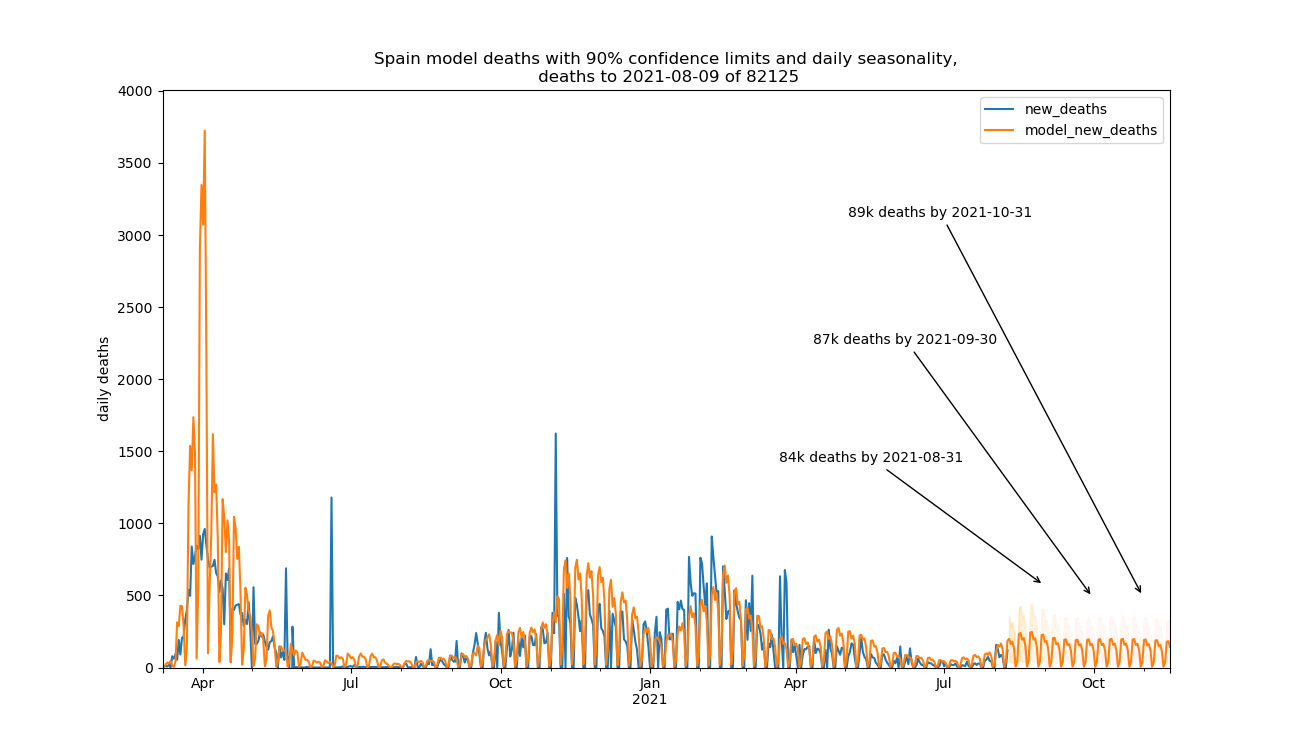 Spain model deaths with 90% confidence limits and daily seasonality,
deaths to 2021-08-09 of 82125
4000
new_deaths
model_new_deaths
3500
89k deaths by 2021-10-31
3000
2500
87k deaths by 2021-09-30
2000
daily deaths
1500
84k deaths by 2021-08-31
1000
500
0
Apr
Jul
Oct
Jan
2021
Apr
Jul
Oct